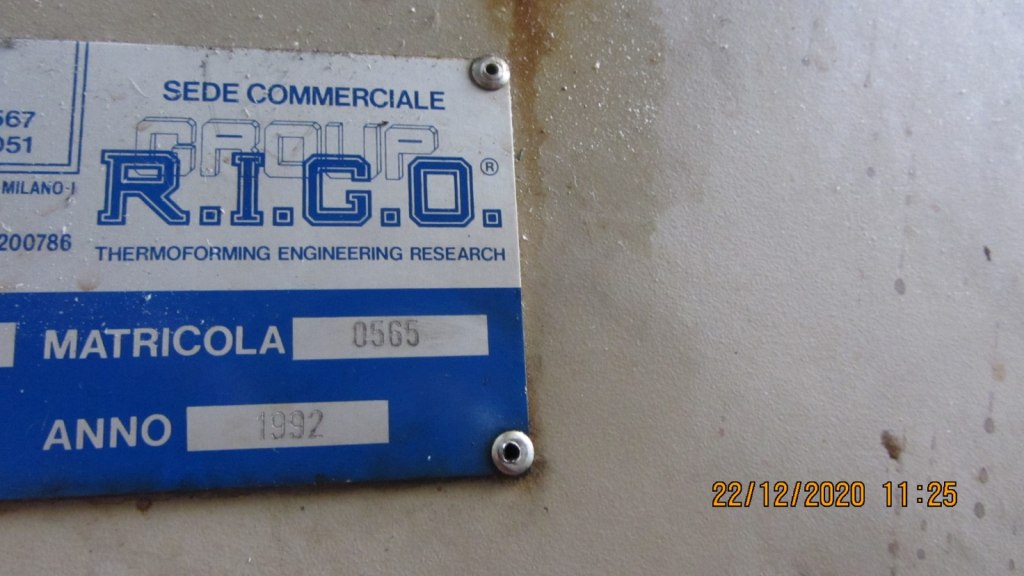 SEDE COMMERCIALE
567
051
GROUP
R.I.G.O.®
MILANO-I
200786
THERMOFORMING ENGINEERING RESEARCH
MATRICOLA 0565
ANNO 1992
22/12/2020 11:25